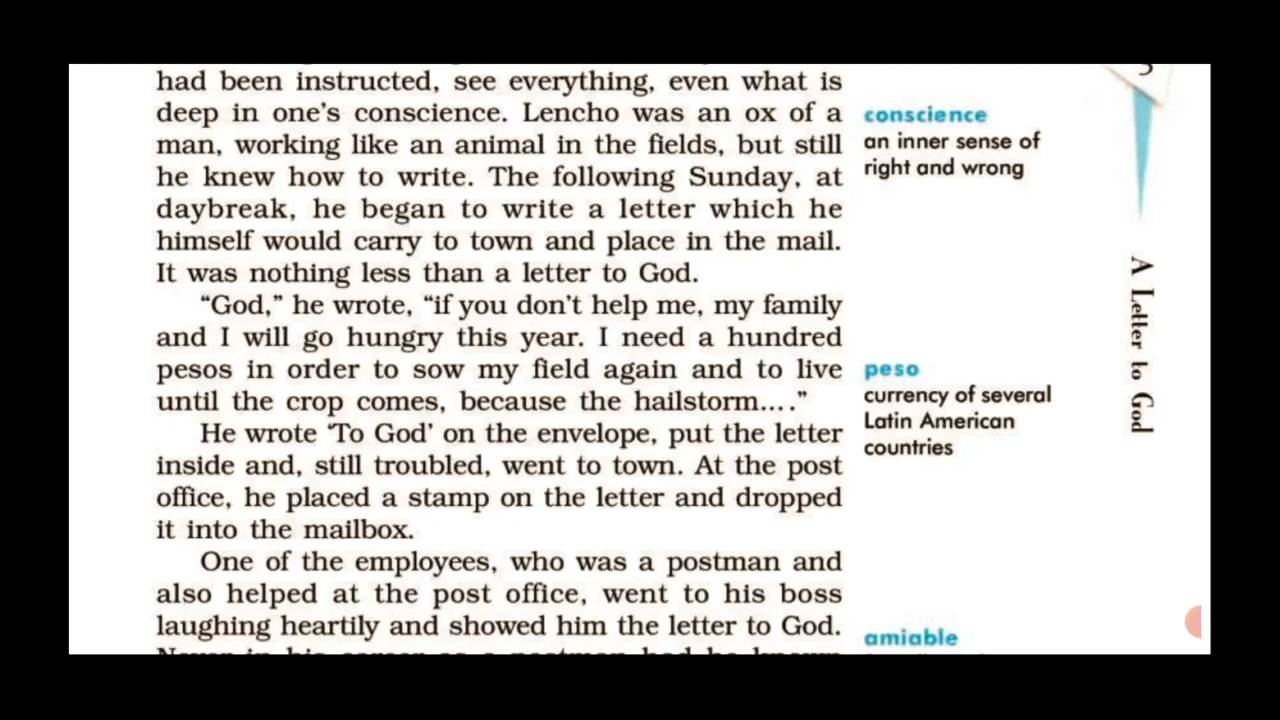 had been instructed, see everything, even what is
deep in one's conscience. Lencho was an ox of a
man, working like an animal in the fields, but still
he knew how to write. The following Sunday, at
daybreak, he began to write a letter which he
himself would carry to town and place in the mail.
It was nothing less than a letter to God.
“God,” he wrote, “if you don't help me, my family
and I will go hungry this year. I need a hundred
pesos in order to sow my field again and to live
until the crop comes, because the hailstorm....”
He wrote ‘To God’ on the envelope, put the letter
inside and, still troubled, went to town. At the post
office, he placed a stamp on the letter and dropped
it into the mailbox.
One of the employees, who was a postman and
also helped at the post office, went to his boss
laughing heartily and showed him the letter to God.
conscience
an inner sense of
right and wrong
peso
currency of several
Latin American
countries
amiable
A Letter to God